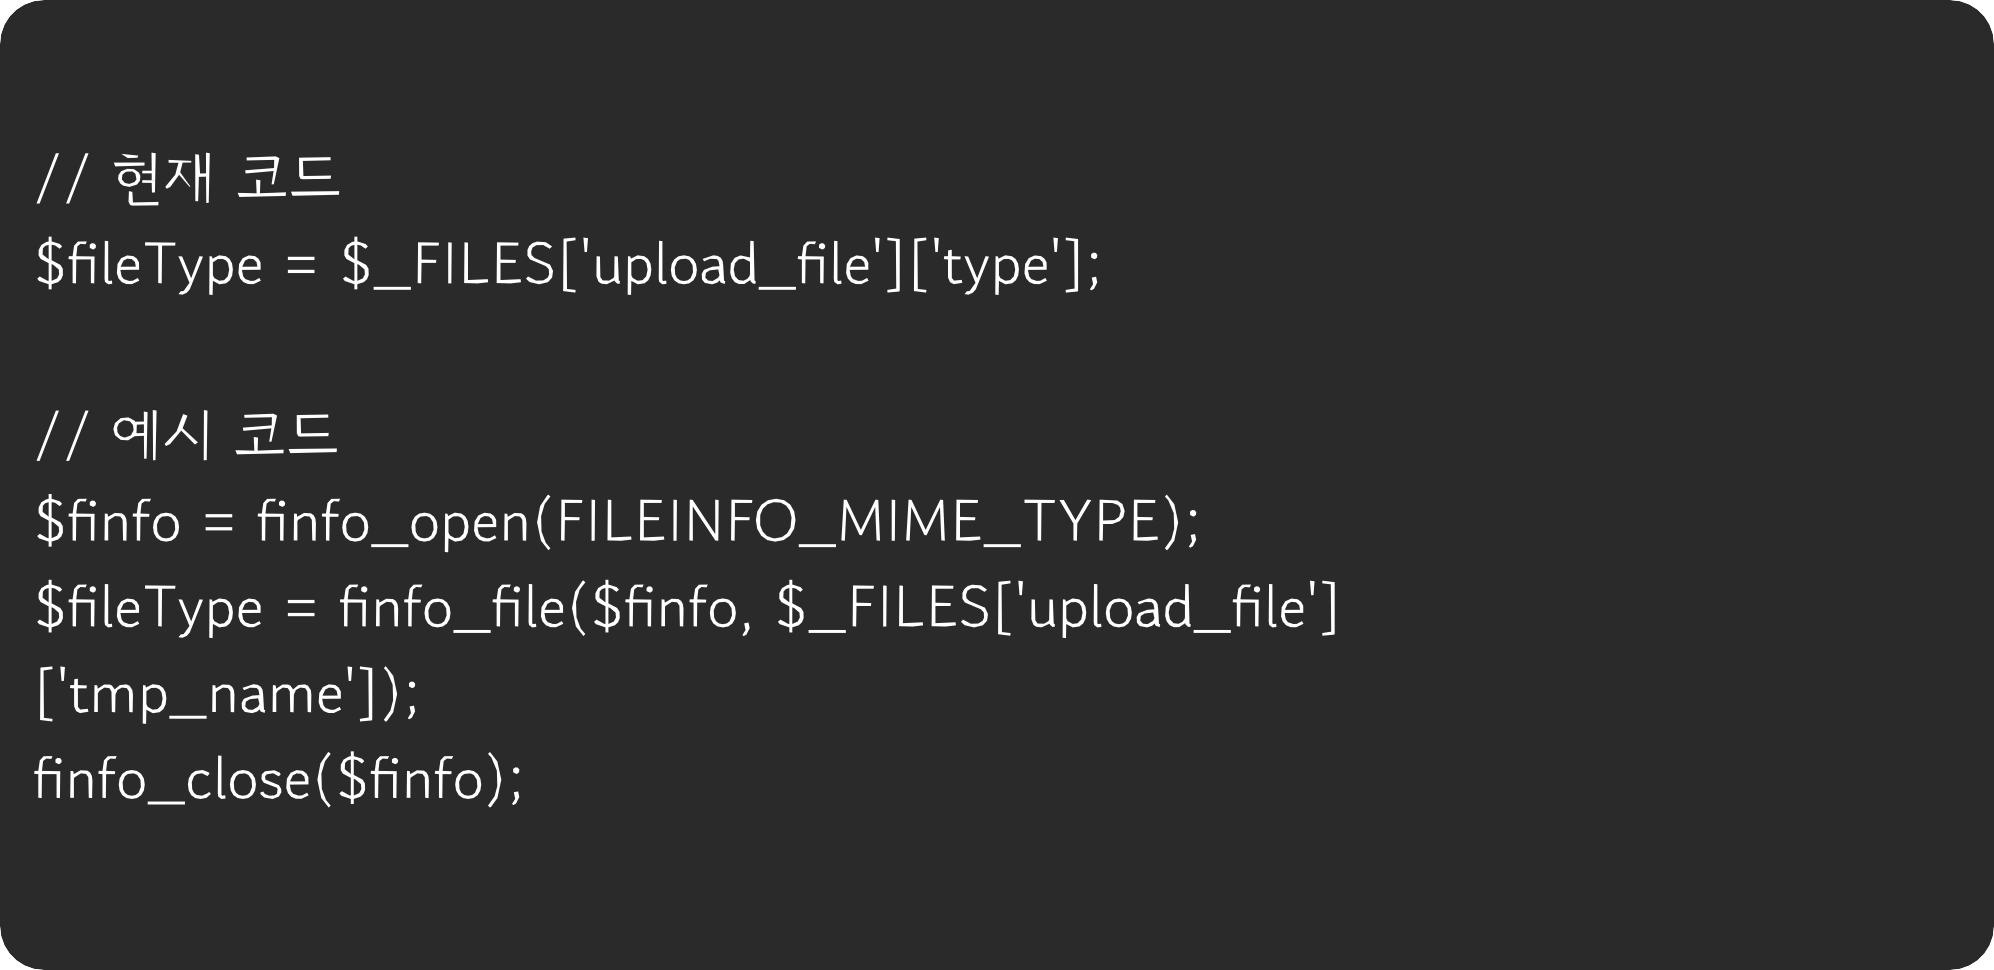 // 현재 코드
$fileType = $_FILES['upload_file']['type'];
// 예시 코드
$finfo = finfo_open(FILEINFO_MIME_TYPE);
$fileType = finfo_file($finfo, $_FILES['upload_file']
['tmp_name']);
finfo_close($finfo);